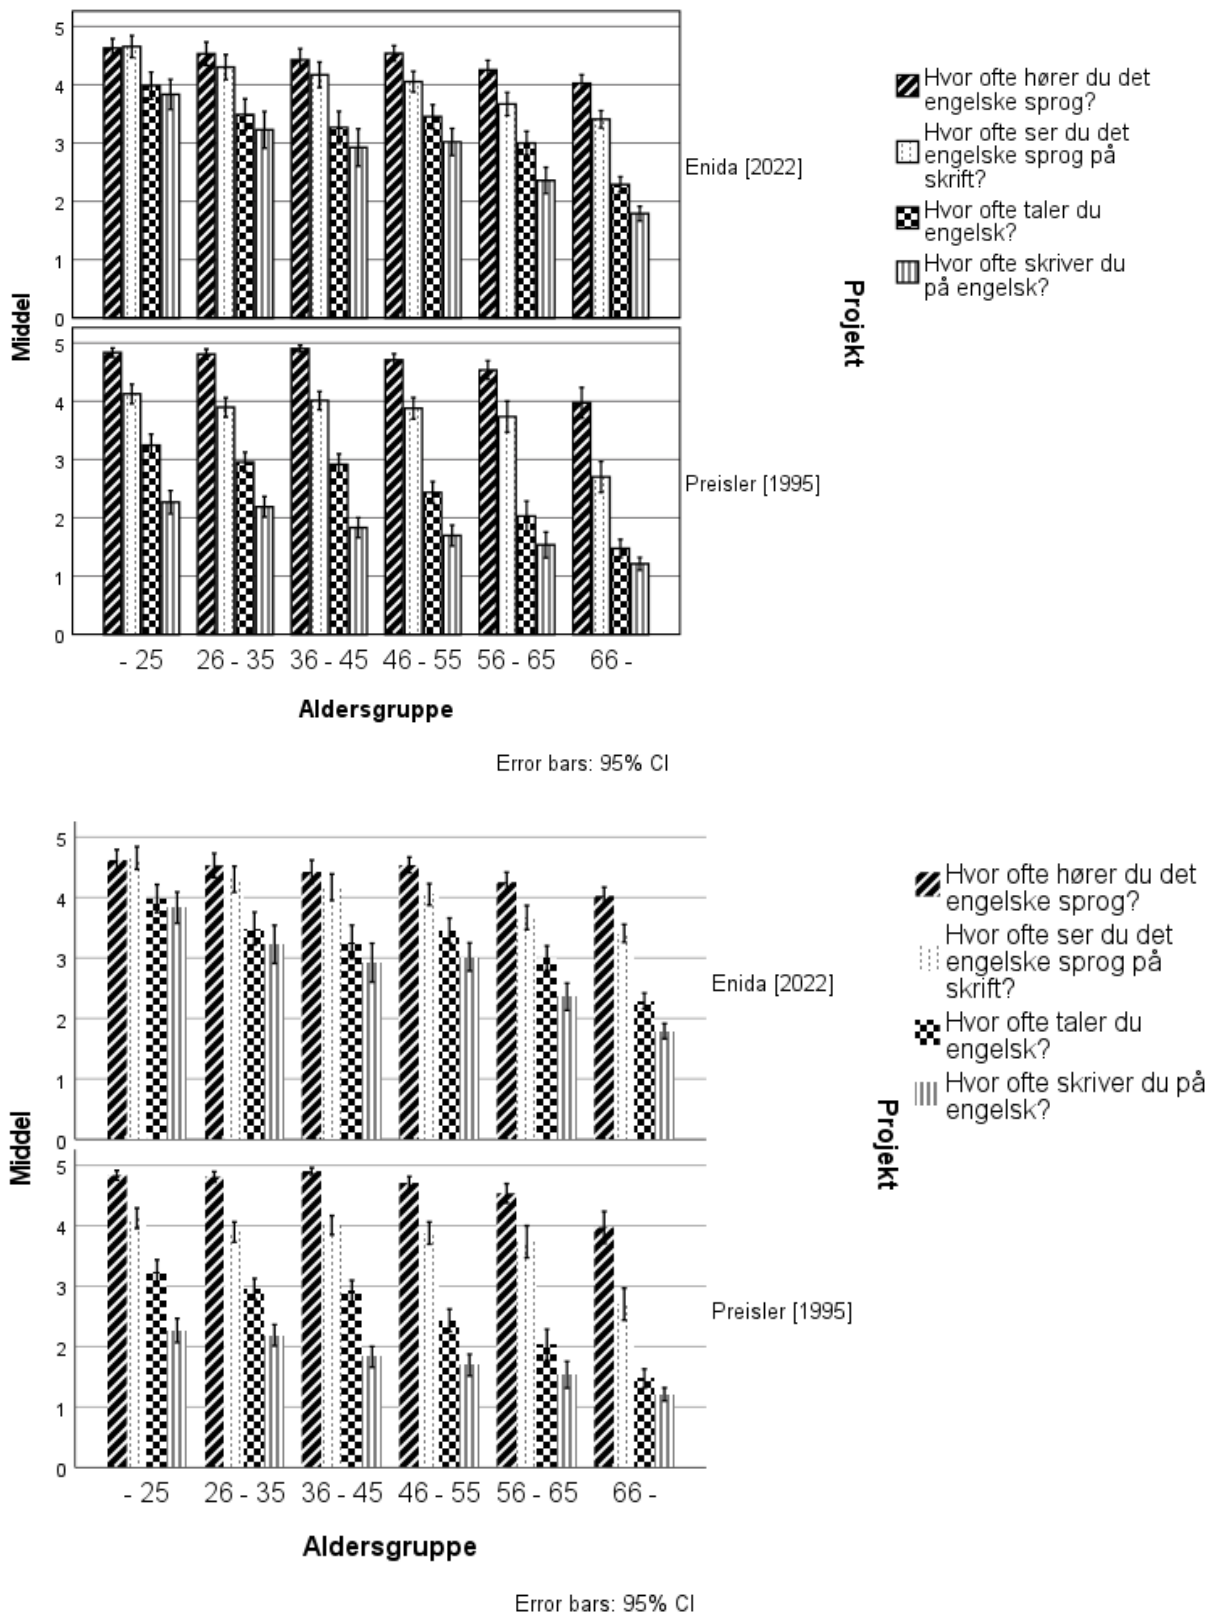 5
4
3
2
1
0
Enida [2022]
5
4
3
2
1
0
Preisler [1995]
Middel
Projekt
- 25 26 - 35 36 - 45 46 - 55 56 - 65 66 -
Aldersgruppe
Error bars: 95% CI
Hvor ofte hører du det
engelske sprog?
Hvor ofte ser du det
engelske sprog på
skrift?
Hvor ofte taler du
engelsk?
Hvor ofte skriver du
på engelsk?
5
4
3
2
1
0
Enida [2022]
5
4
3
2
1
0
Preisler [1995]
Middel
Projekt
- 25 26 - 35 36 - 45 46 - 55 56 - 65 66 -
Aldersgruppe
Error bars: 95% CI
Hvor ofte hører du det
engelske sprog?
Hvor ofte ser du det
engelske sprog på
skrift?
Hvor ofte taler du
engelsk?
Hvor ofte skriver du på
engelsk?